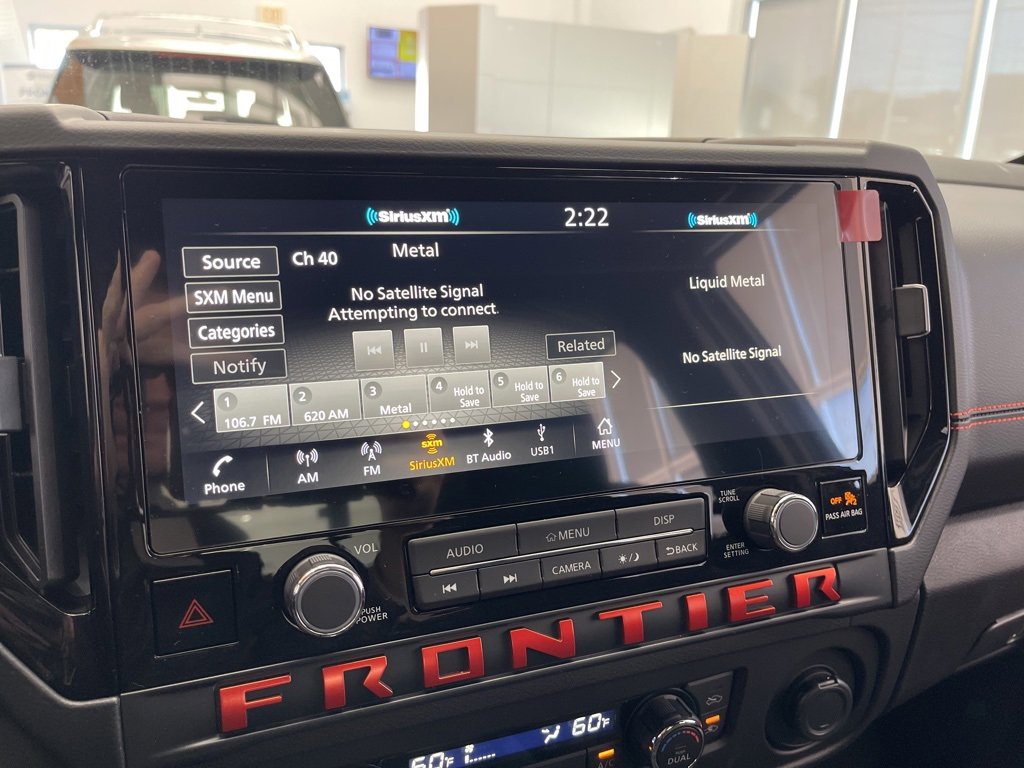 SiriusXM 2:22 SiriusXM
Source Ch 40 Metal
SXM Menu
Categories
Notify
No Satellite Signal
Attempting to connect.
Related
Liquid Metal
No Satellite Signal
1 106.7 FM
2 620 AM
3 Metal
4 Hold to Save
5 Hold to Save
6 Hold to Save
Phone
AM
FM
sxm
SiriusXM
BT Audio
USB1
MENU
VOL
PUSH
POWER
AUDIO
MENU
DISP
CAMERA
BACK
TUNE
SCROLL
ENTER
SETTING
OFF 2
PASS AIR BAG
FRONTIER
60°F
60°F
A/C
DUAL